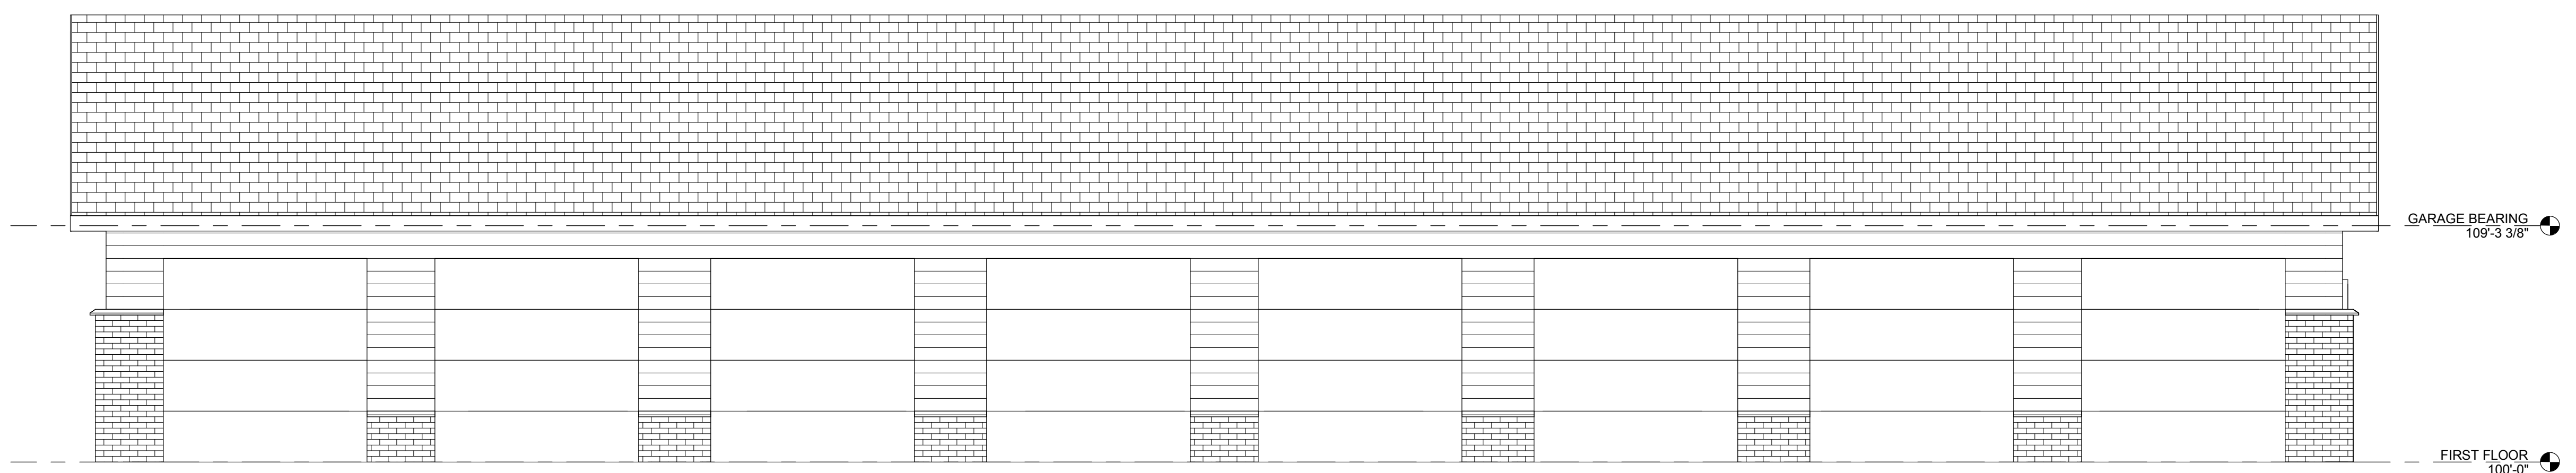 GARAGE BEARING
109'-3 3/8"
FIRST FLOOR
100'-0"